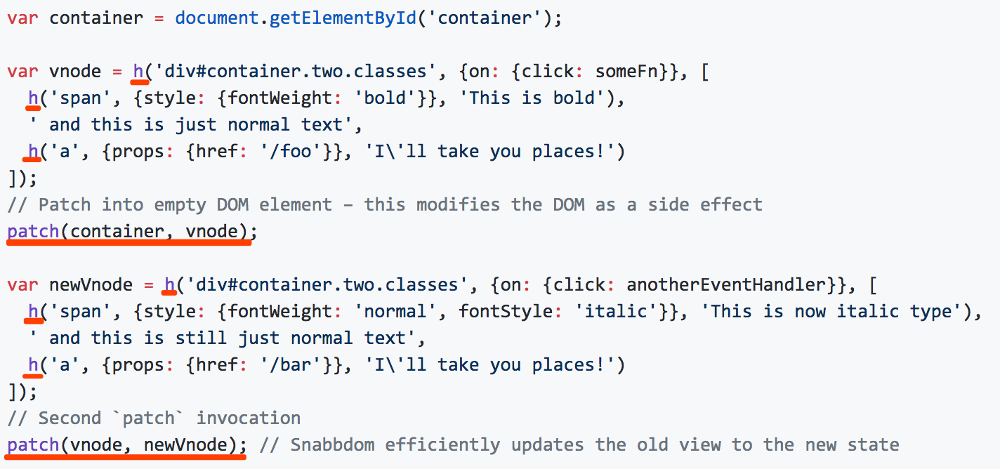 var container = document.getElementById('container');
var vnode = h('div#container.two.classes', {on: {click: someFn}}, [
  h('span', {style: {fontWeight: 'bold'}}, 'This is bold'),
  ' and this is just normal text',
  h('a', {props: {href: '/foo'}}, 'I\'ll take you places!')
]);
// Patch into empty DOM element – this modifies the DOM as a side effect
patch(container, vnode);
var newVnode = h('div#container.two.classes', {on: {click: anotherEventHandler}}, [
  h('span', {style: {fontWeight: 'normal', fontStyle: 'italic'}}, 'This is now italic type'),
  ' and this is still just normal text',
  h('a', {props: {href: '/bar'}}, 'I\'ll take you places!')
]);
// Second `patch` invocation
patch(vnode, newVnode); // Snabbdom efficiently updates the old view to the new state